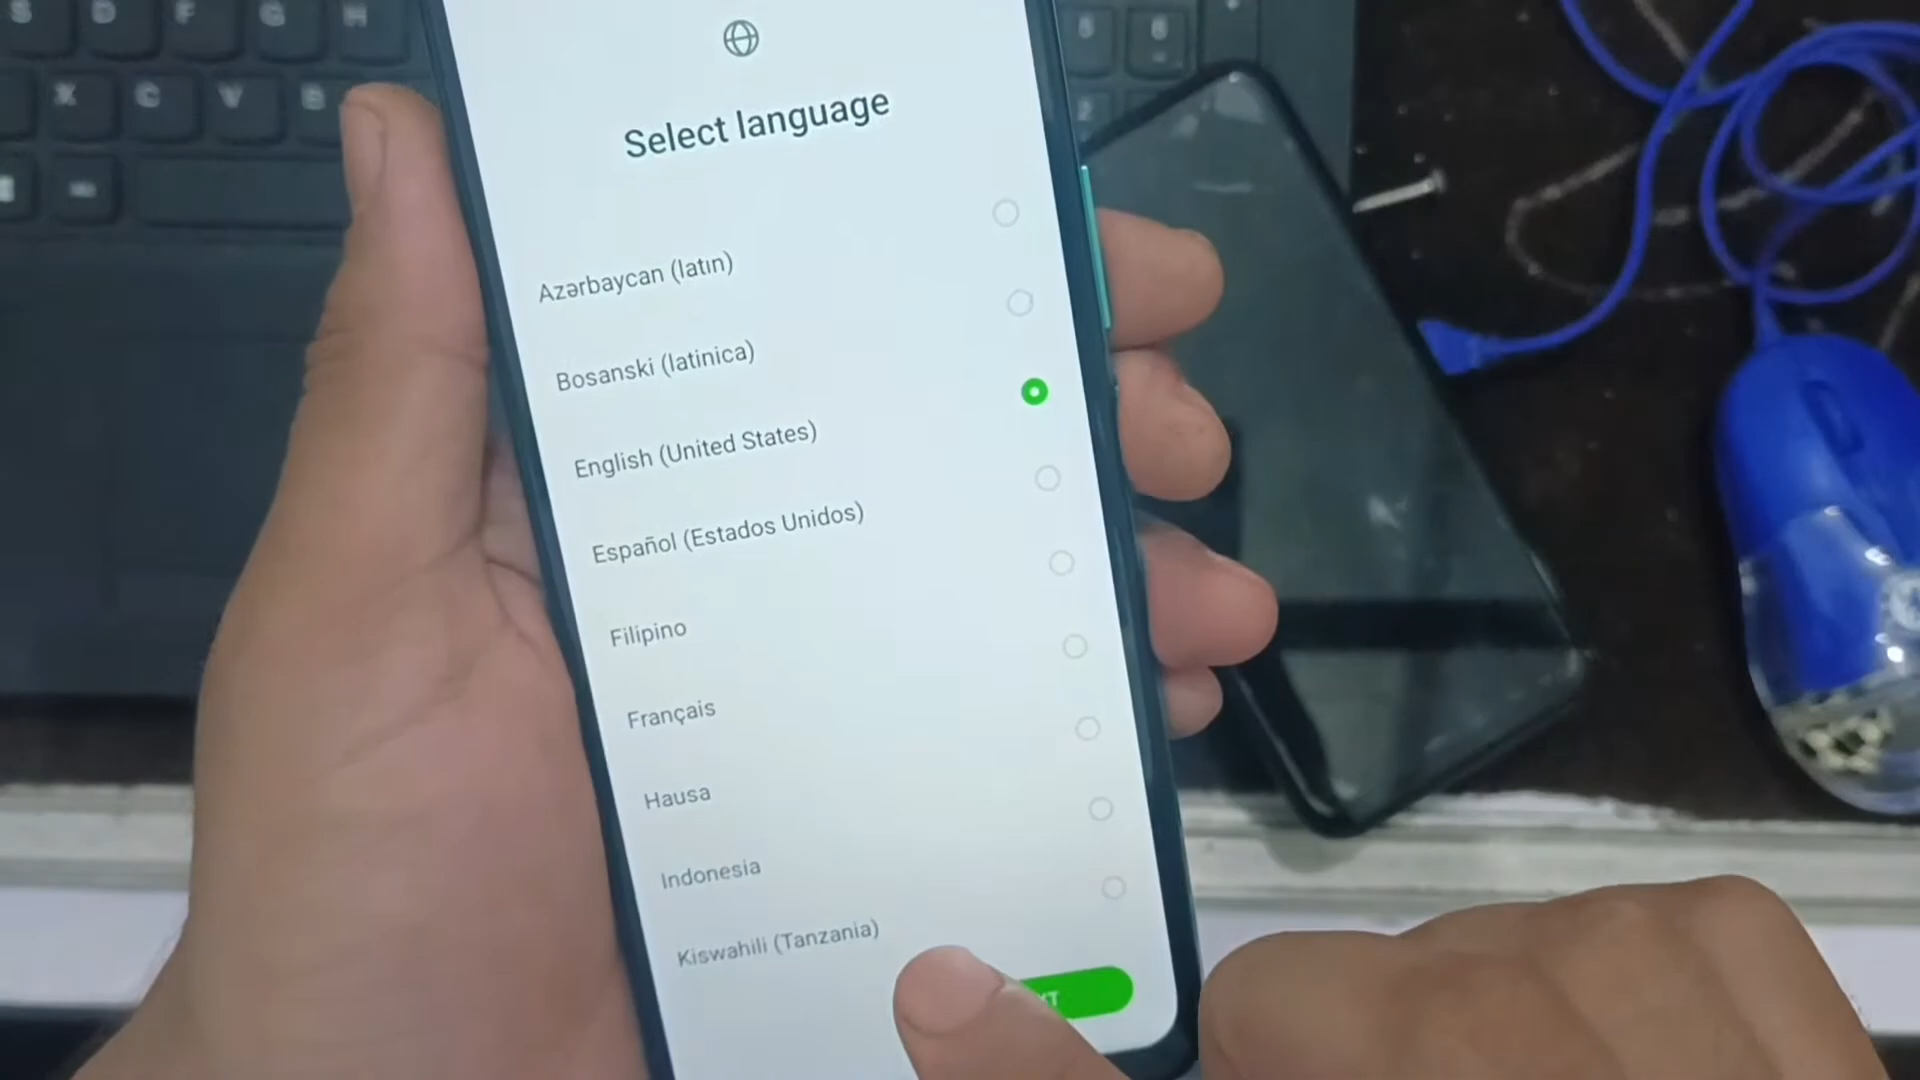 S D F G H
X C V B
Select language
Azərbaycan (latın)
Bosanski (latinica)
English (United States)
Español (Estados Unidos)
Filipino
Français
Hausa
Indonesia
Kiswahili (Tanzania)